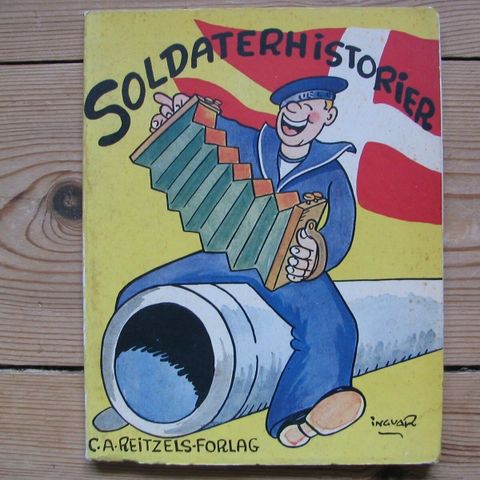 SOLDATERHISTORIER
INGVAR
C.A. REITZELS-FORLAG